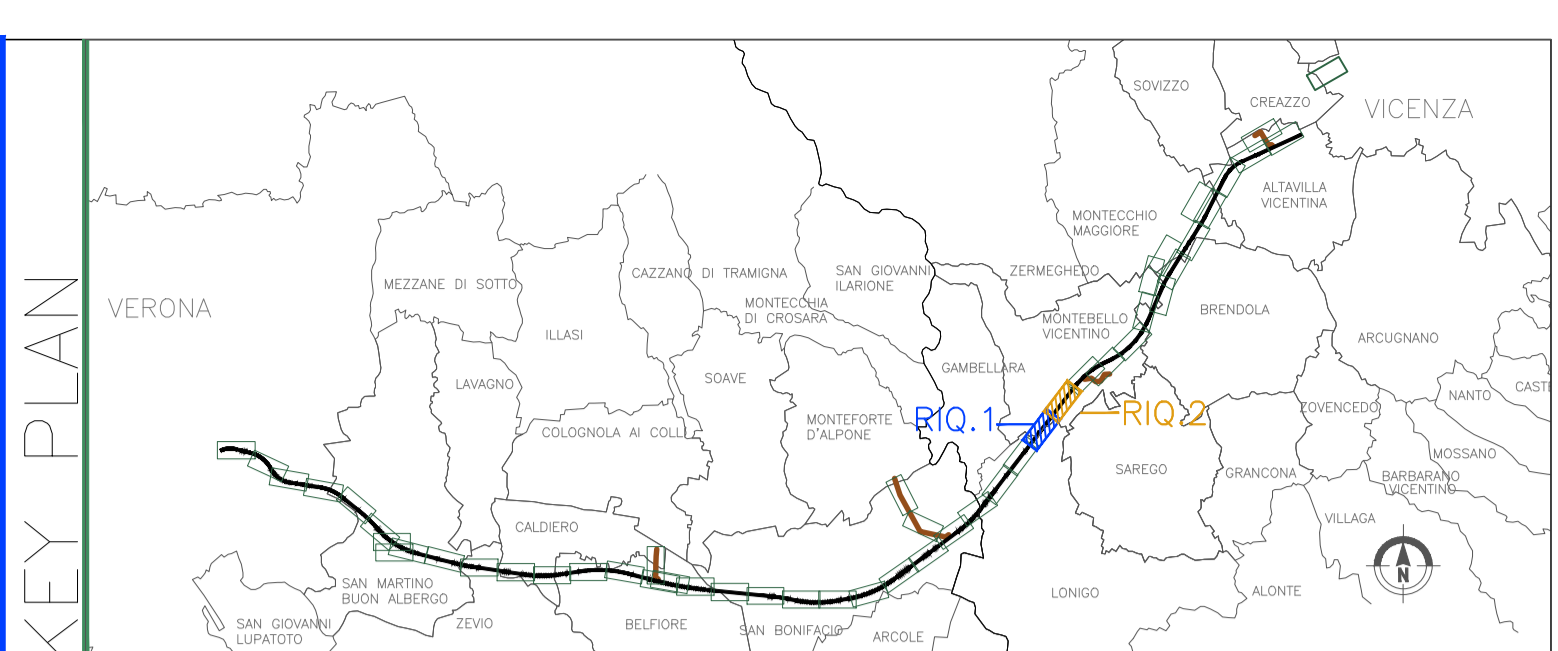 KEY PLAN
SOVIZZO
CREAZZO
VICENZA
ALTAVILLA
VICENTINA
MONTECCHIO
MAGGIORE
MEZZANE DI SOTTO
CAZZANO DI TRAMIGNA
SAN GIOVANNI
ILARIONE
ZERMEGHEDO
VERONA
MONTECCHIA
DI CROSARA
MONTEBELLO
VICENTINO
BRENDOLA
ILLASI
ARCUGNANO
LAVAGNO
SOAVE
GAMBELLARA
CASTE
NANTO
ZOVENCEDO
RIQ.1
RIQ.2
MONTEFORTE
D'ALPONE
COLOGNOLA AI COLLI
MOSSANO
SAREGO
GRANCONA
BARBARANO
VICENTINO
CALDIERO
VILLAGA
N
SAN MARTINO
BUON ALBERGO
LONIGO
ALONTE
SAN GIOVANNI
LUPATOTO
ZEVIO
BELFIORE
SAN BONIFACIO
ARCOLE